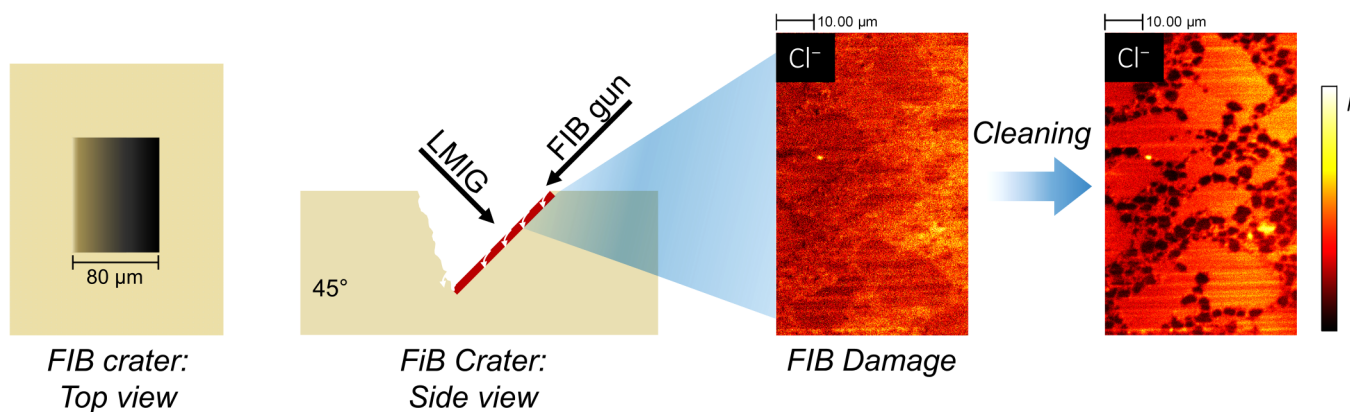 10.00 µm
10.00 µm
Cl⁻
Cl⁻
LMIG
FIB gun
Cleaning
80 µm
45°
FIB crater:
Top view
FiB Crater:
Side view
FIB Damage